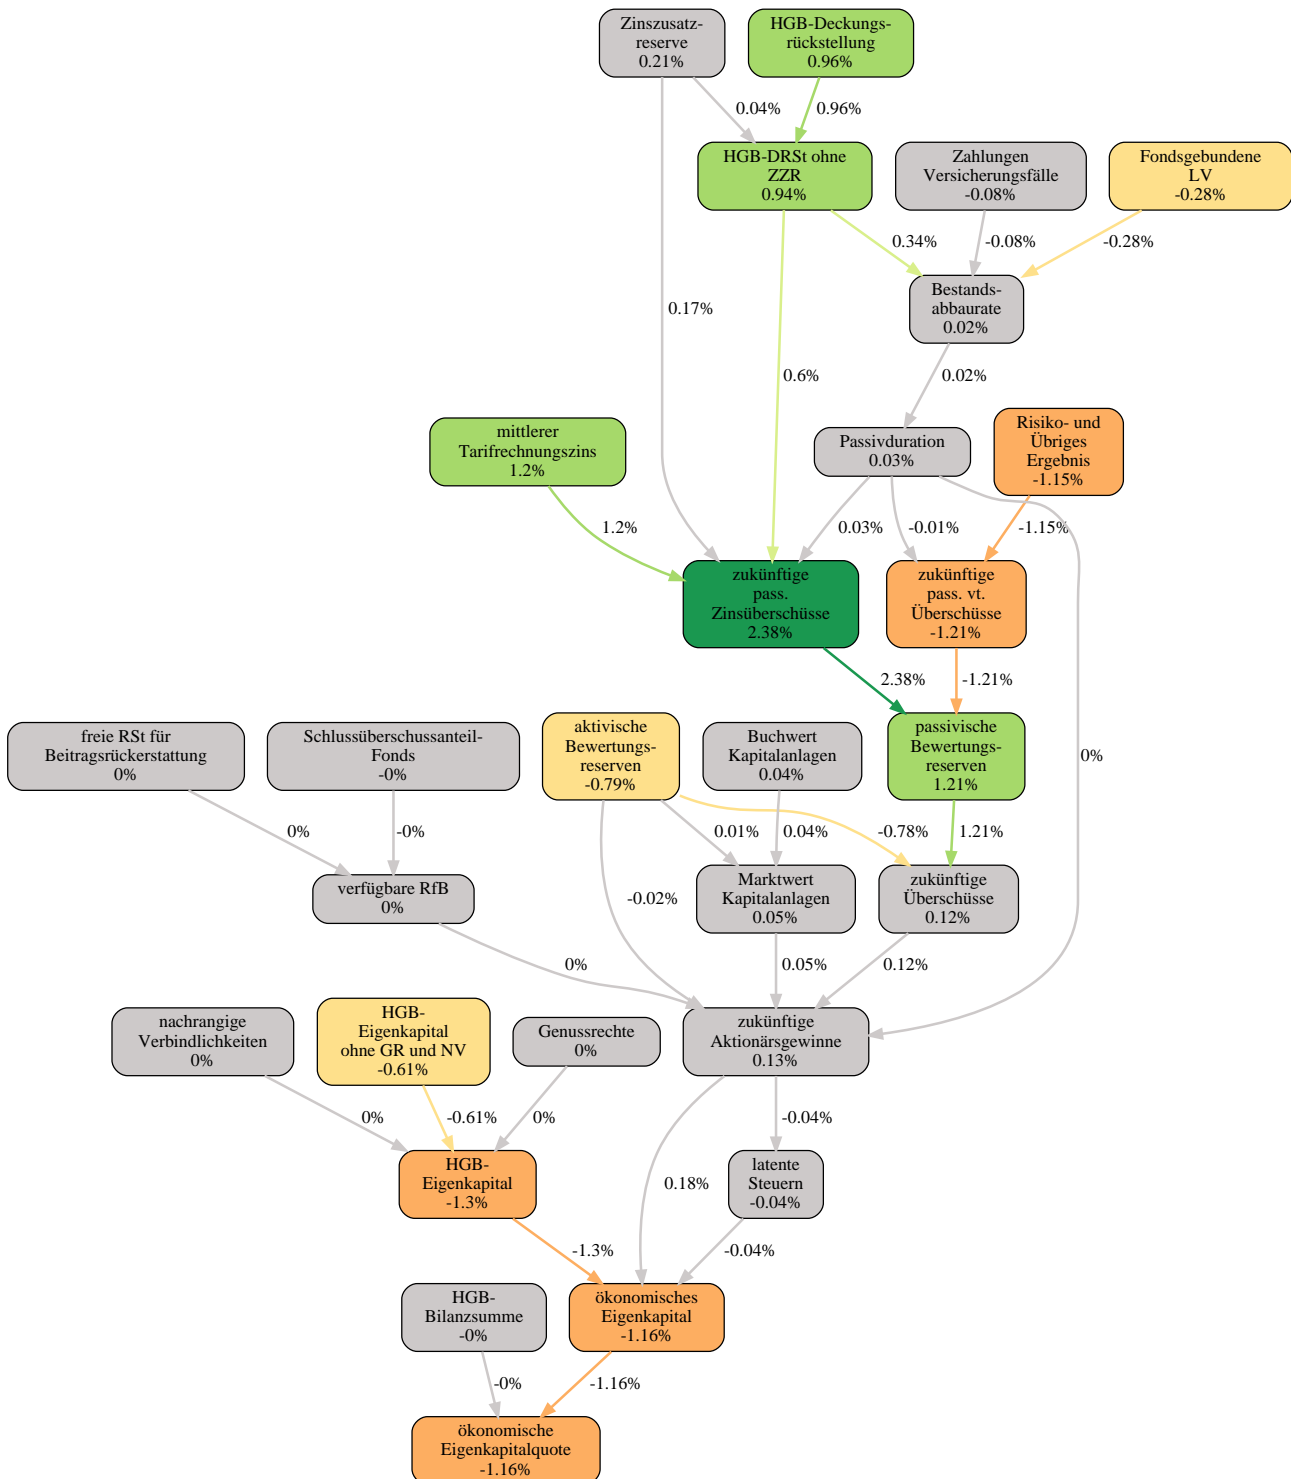 Zinszusatz-
reserve
0.21%
HGB-Deckungs-
rückstellung
0.96%
0.04%
0.96%
HGB-DRSt ohne
ZZR
0.94%
Zahlungen
Versicherungsfälle
-0.08%
Fondsgebundene
LV
-0.28%
0.34%
-0.08%
-0.28%
Bestands-
abbaurate
0.02%
0.17%
0.6%
0.02%
mittlerer
Tarifrechnungszins
1.2%
Passivduration
0.03%
Risiko- und
Übriges
Ergebnis
-1.15%
1.2%
0.03%
-0.01%
-1.15%
zukünftige
pass.
Zinsüberschüsse
2.38%
zukünftige
pass. vt.
Überschüsse
-1.21%
2.38%
-1.21%
freie RSt für
Beitragsrückerstattung
0%
Schlussüberschussanteil-
Fonds
-0%
aktivische
Bewertungs-
reserven
-0.79%
Buchwert
Kapitalanlagen
0.04%
passivische
Bewertungs-
reserven
1.21%
0%
0%
-0%
0.01%
0.04%
-0.78%
1.21%
verfügbare RfB
0%
-0.02%
Marktwert
Kapitalanlagen
0.05%
zukünftige
Überschüsse
0.12%
0%
0.05%
0.12%
nachrangige
Verbindlichkeiten
0%
HGB-
Eigenkapital
ohne GR und NV
-0.61%
Genussrechte
0%
zukünftige
Aktionärsgewinne
0.13%
0%
-0.61%
0%
-0.04%
HGB-
Eigenkapital
-1.3%
0.18%
latente
Steuern
-0.04%
-1.3%
-0.04%
HGB-
Bilanzsumme
-0%
ökonomisches
Eigenkapital
-1.16%
-0%
-1.16%
ökonomische
Eigenkapitalquote
-1.16%